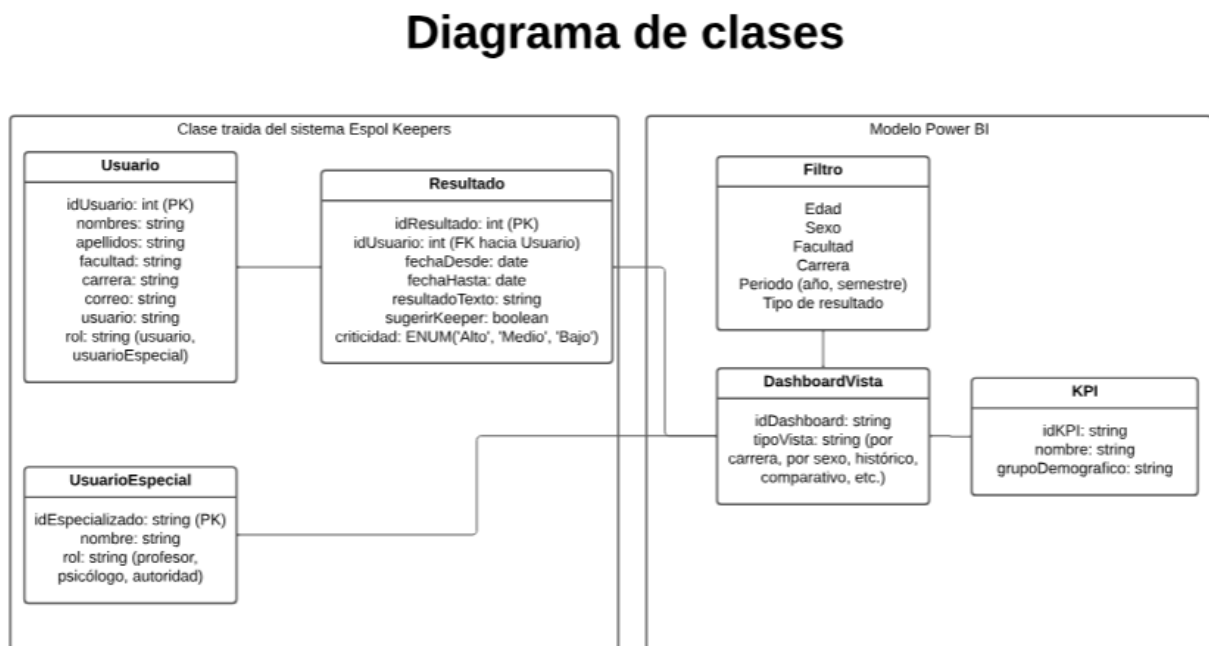 Diagrama de clases
Clase traida del sistema Espol Keepers
Usuario
idUsuario: int (PK)
nombres: string
apellidos: string
facultad: string
carrera: string
correo: string
usuario: string
rol: string (usuario,
usuarioEspecial)
Resultado
idResultado: int (PK)
idUsuario: int (FK hacia Usuario)
fechaDesde: date
fechaHasta: date
resultadoTexto: string
sugerirKeeper: boolean
criticidad: ENUM('Alto', 'Medio', 'Bajo')
UsuarioEspecial
idEspecializado: string (PK)
nombre: string
rol: string (profesor,
psicólogo, autoridad)
Modelo Power BI
Filtro
Edad
Sexo
Facultad
Carrera
Periodo (año, semestre)
Tipo de resultado
DashboardVista
idDashboard: string
tipoVista: string (por
carrera, por sexo, histórico,
comparativo, etc.)
KPI
idKPI: string
nombre: string
grupoDemografico: string